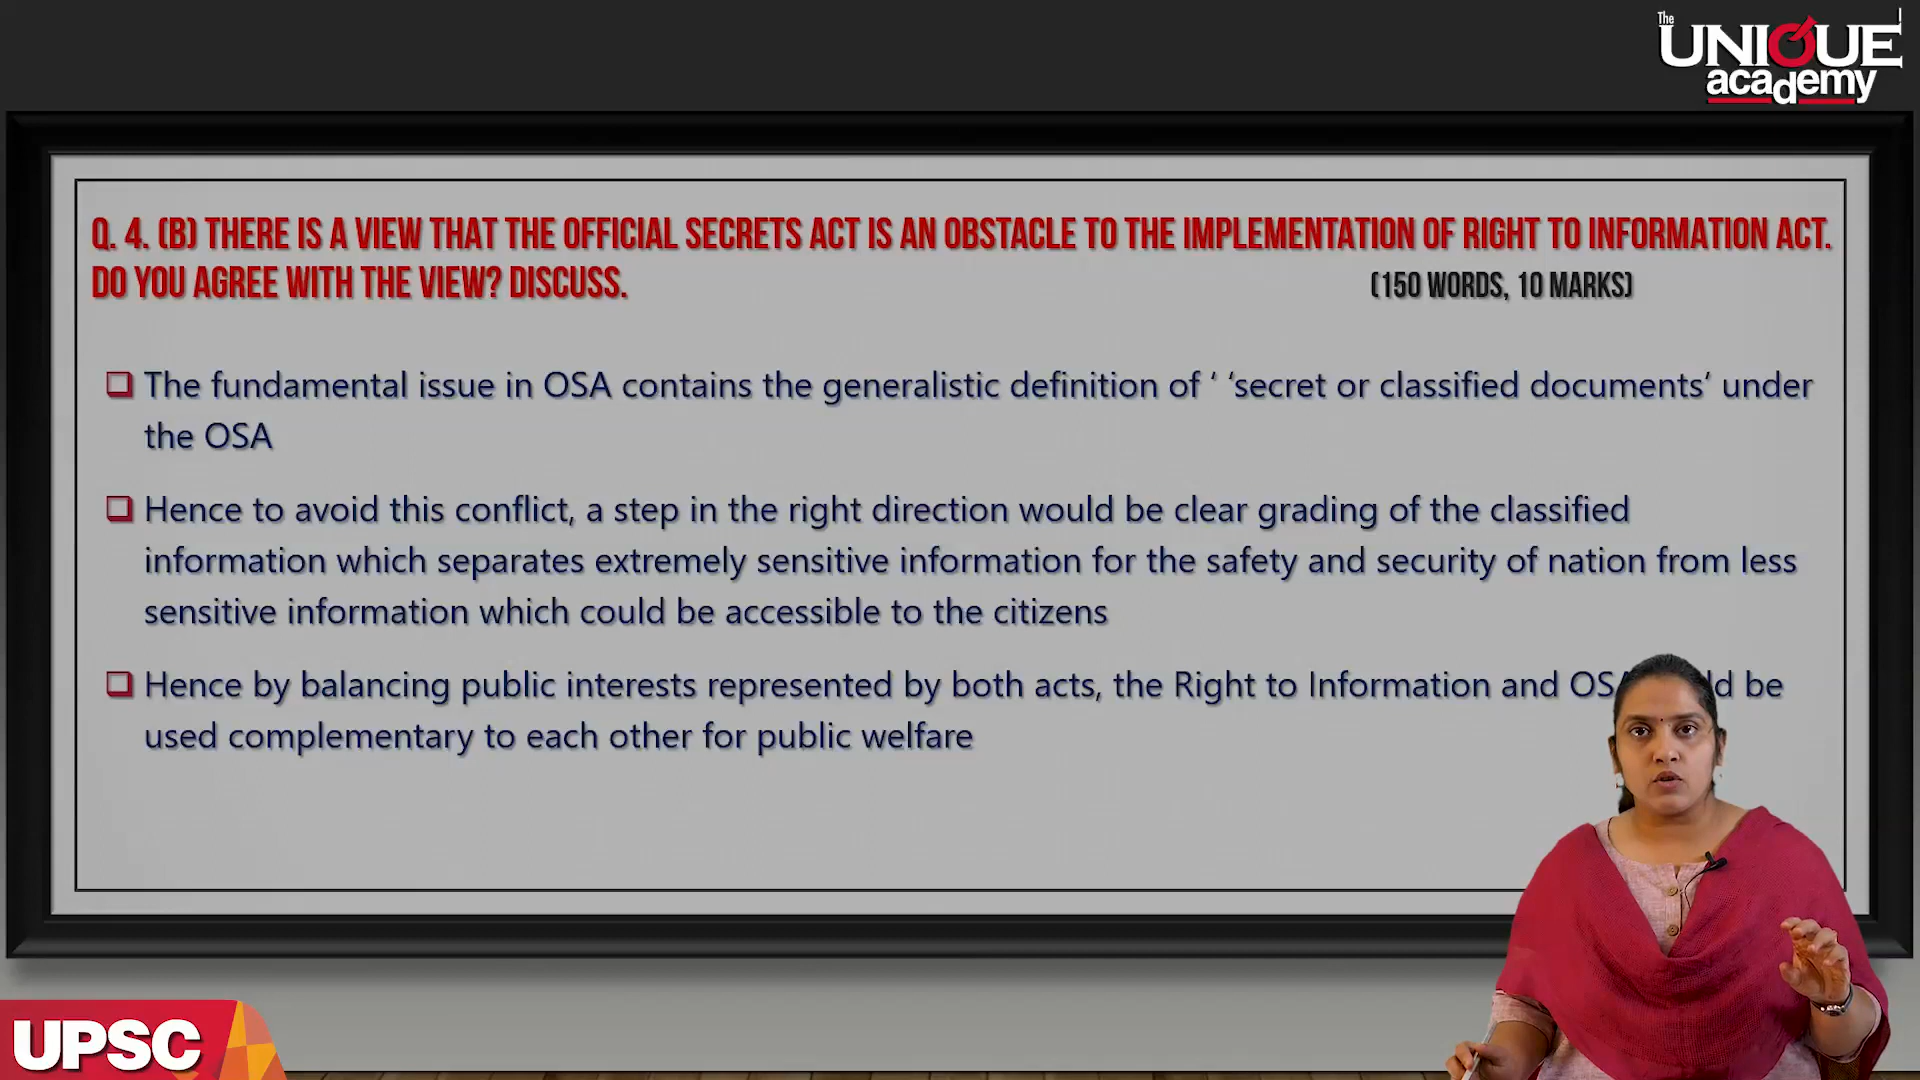 The
UNIQUE
academy
Q. 4. (B) THERE IS A VIEW THAT THE OFFICIAL SECRETS ACT IS AN OBSTACLE TO THE IMPLEMENTATION OF RIGHT TO INFORMATION ACT.
DO YOU AGREE WITH THE VIEW? DISCUSS. (150 WORDS, 10 MARKS)
The fundamental issue in OSA contains the generalistic definition of ‘ ‘secret or classified documents’ under
the OSA
Hence to avoid this conflict, a step in the right direction would be clear grading of the classified
information which separates extremely sensitive information for the safety and security of nation from less
sensitive information which could be accessible to the citizens
Hence by balancing public interests represented by both acts, the Right to Information and be
used complementary to each other for public welfare
UPSC